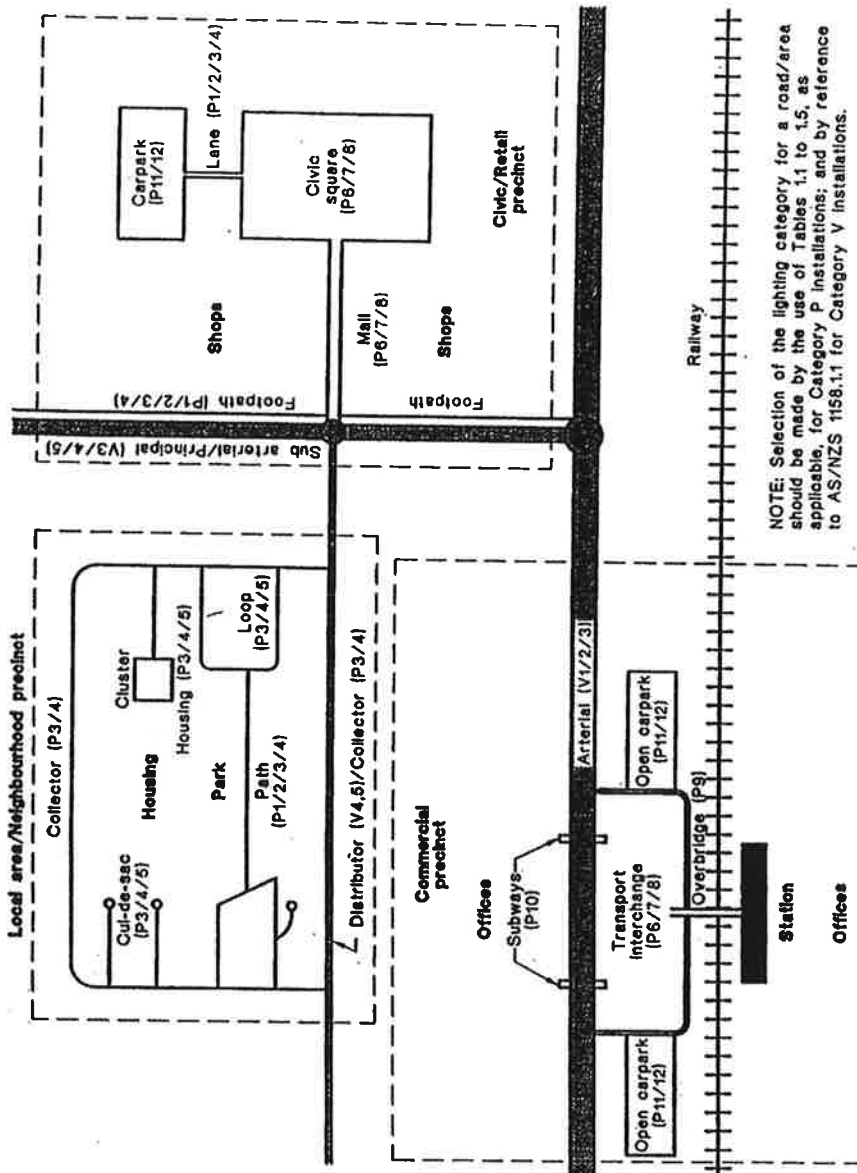 Local area/Neighbourhood precinct
Collector (P3/4)
Cul-de-sac
(P3/4/5)
Housing
Cluster
Housing (P3/4/5)
Park
Path
(P1/2/3/4)
Loop
(P3/4/5)
Distributor (V4,5)/Collector (P3/4)
Sub arterial/Principal (V3/4/5)
Footpath (P1/2/3/4)
Footpath
Shops
Carpark
(P11/12)
Lane (P1/2/3/4)
Civic
square
(P6/7/8)
Mall
(P6/7/8)
Shops
Civic/Retail
precinct
Commercial
precinct
Offices
Subways
(P10)
Arterial (V1/2/3)
Open carpark
(P11/12)
Transport
Interchange
(P6/7/8)
Open carpark
(P11/12)
Overbridge (P9)
Station
Offices
Railway
NOTE: Selection of the lighting category for a road/area
should be made by the use of Tables 1.1 to 1.5, as
applicable, for Category P installations; and by reference
to AS/NZS 1158.1.1 for Category V installations.